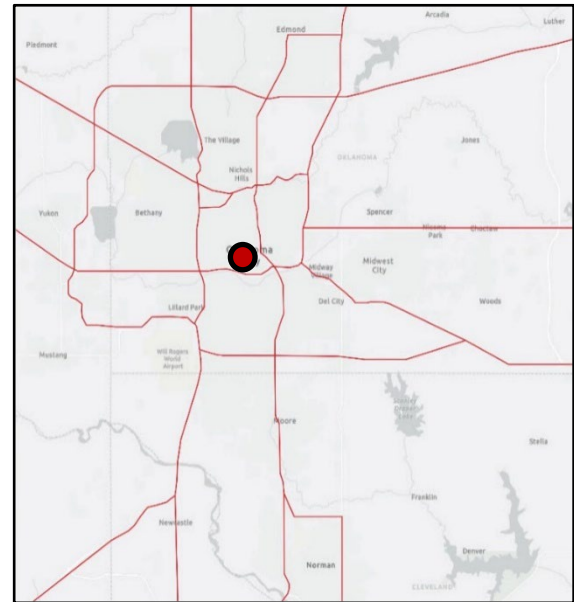 Edmond
Arcadia
Luther
Piedmont
The Village
Nichols
Hills
OKLAHOMA
Jones
Yukon
Bethany
Spencer
Nicoma
Park
Choctaw
Midway
Village
Midwest
City
Lillard Park
Del City
Woods
Mustang
Will Rogers
World
Airport
Moore
Stella
Franklin
Newcastle
Norman
Denver
CLEVELAND